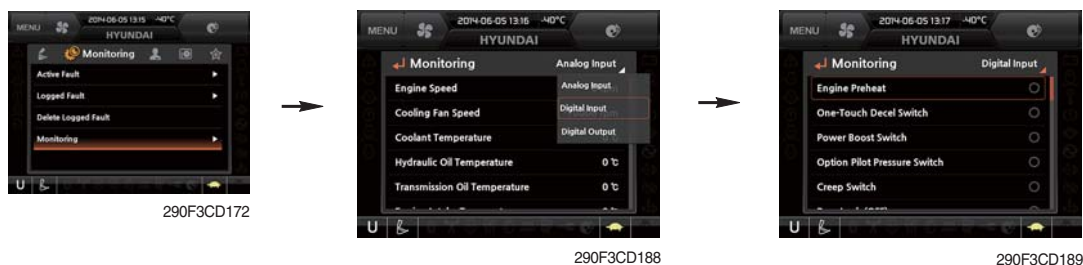 MENU
2014-06-05 13:15 -40°C
HYUNDAI
Monitoring
Active Fault
Logged Fault
Delete Logged Fault
Monitoring
U
290F3CD172
MENU
2014-06-05 13:16 -40°C
HYUNDAI
Monitoring Analog Input
Engine Speed
Analog Input
Cooling Fan Speed
Digital Input
Coolant Temperature
Digital Output
Hydraulic Oil Temperature 0 ℃
Transmission Oil Temperature 0 ℃
U
290F3CD188
MENU
2014-06-05 13:17 -40°C
HYUNDAI
Monitoring Digital Input
Engine Preheat
One-Touch Decel Switch
Power Boost Switch
Option Pilot Pressure Switch
Creep Switch
U
290F3CD189